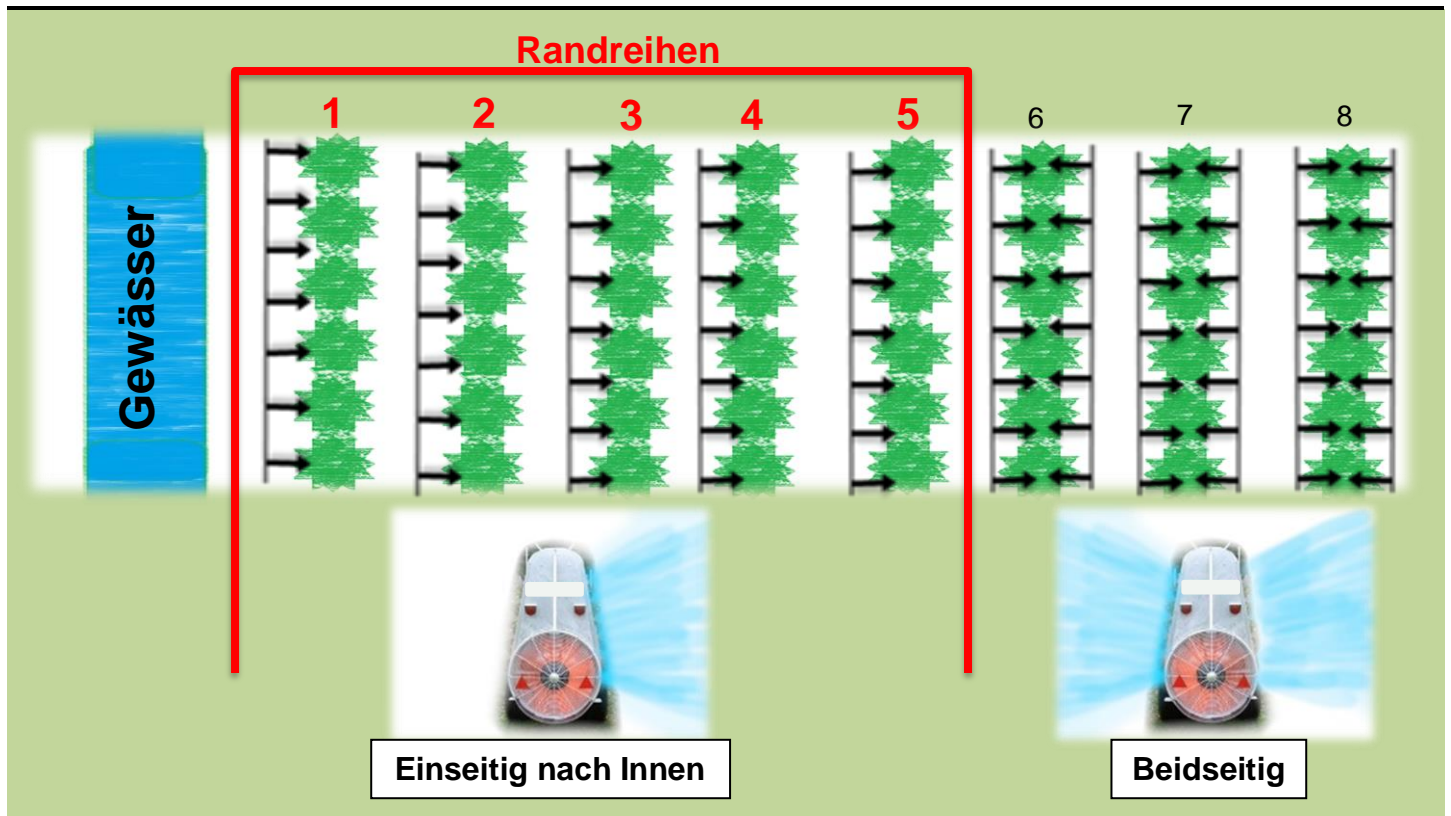 Randreihen
1 2 3 4 5 6 7 8
Gewässer
Einseitig nach Innen
Beidseitig